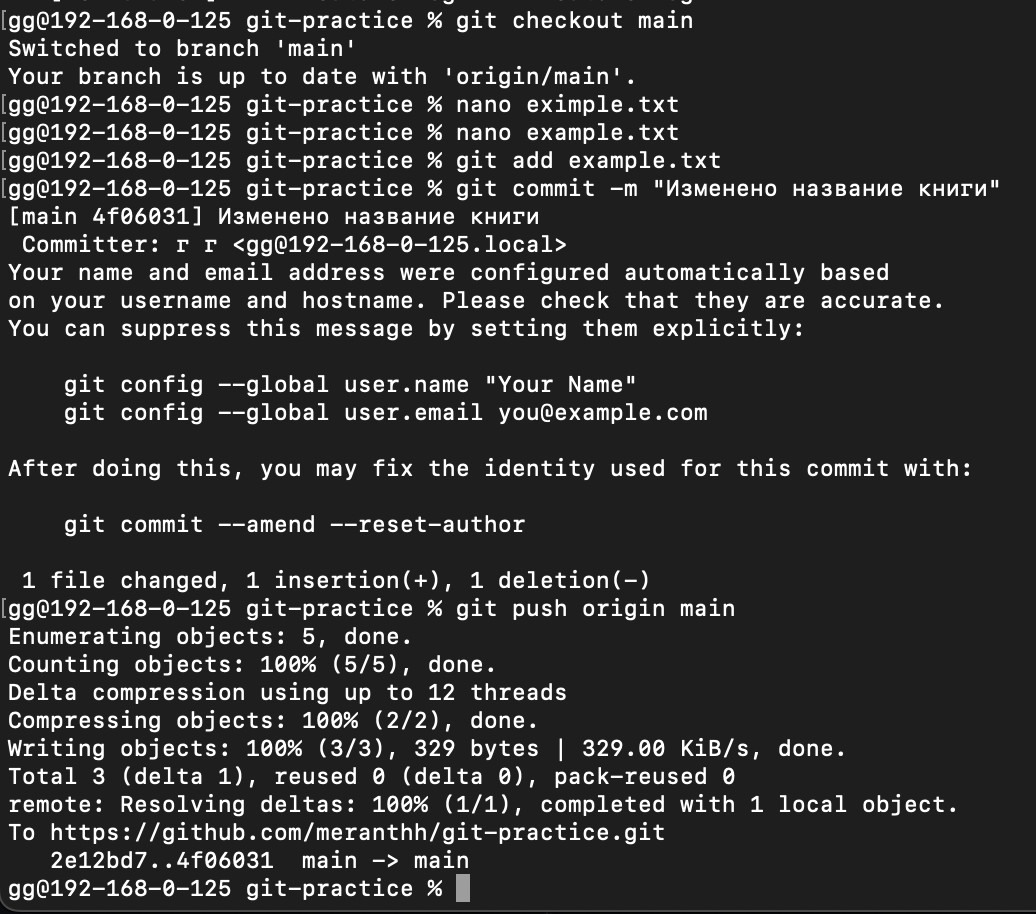 [gg@192-168-0-125 git-practice % git checkout main
Switched to branch 'main'
Your branch is up to date with 'origin/main'.
[gg@192-168-0-125 git-practice % nano eximple.txt
[gg@192-168-0-125 git-practice % nano example.txt
[gg@192-168-0-125 git-practice % git add example.txt
[gg@192-168-0-125 git-practice % git commit -m "Изменено название книги"
[main 4f06031] Изменено название книги
 Committer: г г <gg@192-168-0-125.local>
Your name and email address were configured automatically based
on your username and hostname. Please check that they are accurate.
You can suppress this message by setting them explicitly:

    git config --global user.name "Your Name"
    git config --global user.email you@example.com

After doing this, you may fix the identity used for this commit with:

    git commit --amend --reset-author

 1 file changed, 1 insertion(+), 1 deletion(-)
[gg@192-168-0-125 git-practice % git push origin main
Enumerating objects: 5, done.
Counting objects: 100% (5/5), done.
Delta compression using up to 12 threads
Compressing objects: 100% (2/2), done.
Writing objects: 100% (3/3), 329 bytes | 329.00 KiB/s, done.
Total 3 (delta 1), reused 0 (delta 0), pack-reused 0
remote: Resolving deltas: 100% (1/1), completed with 1 local object.
To https://github.com/meranthh/git-practice.git
   2e12bd7..4f06031  main -> main
gg@192-168-0-125 git-practice %